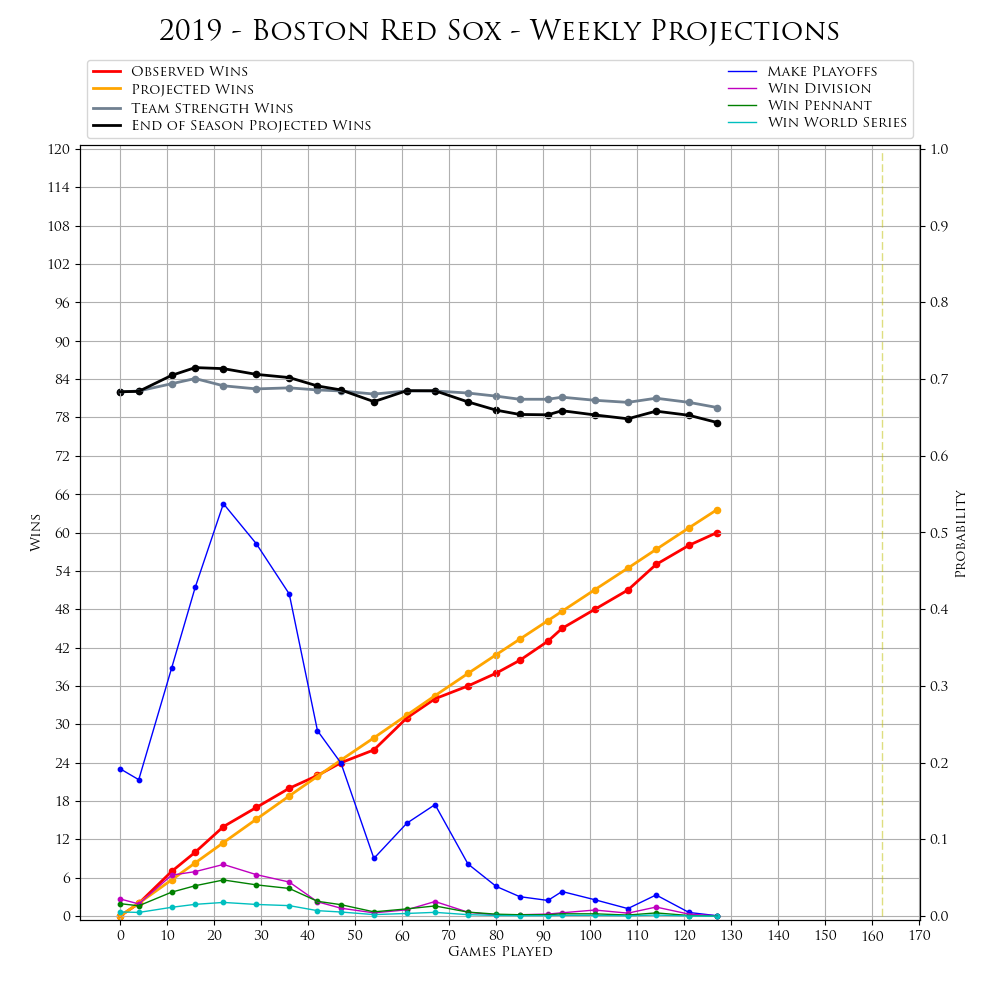 2019 - Boston Red Sox - Weekly Projections
Observed Wins
Projected Wins
Team Strength Wins
End of Season Projected Wins
Make Playoffs
Win Division
Win Pennant
Win World Series
120
114
108
102
96
90
84
78
72
66
60
54
48
42
36
30
24
18
12
6
0
Wins
1.0
0.9
0.8
0.7
0.6
0.5
0.4
0.3
0.2
0.1
0.0
Probability
0 10 20 30 40 50 60 70 80 90 100 110 120 130 140 150 160 170
Games Played